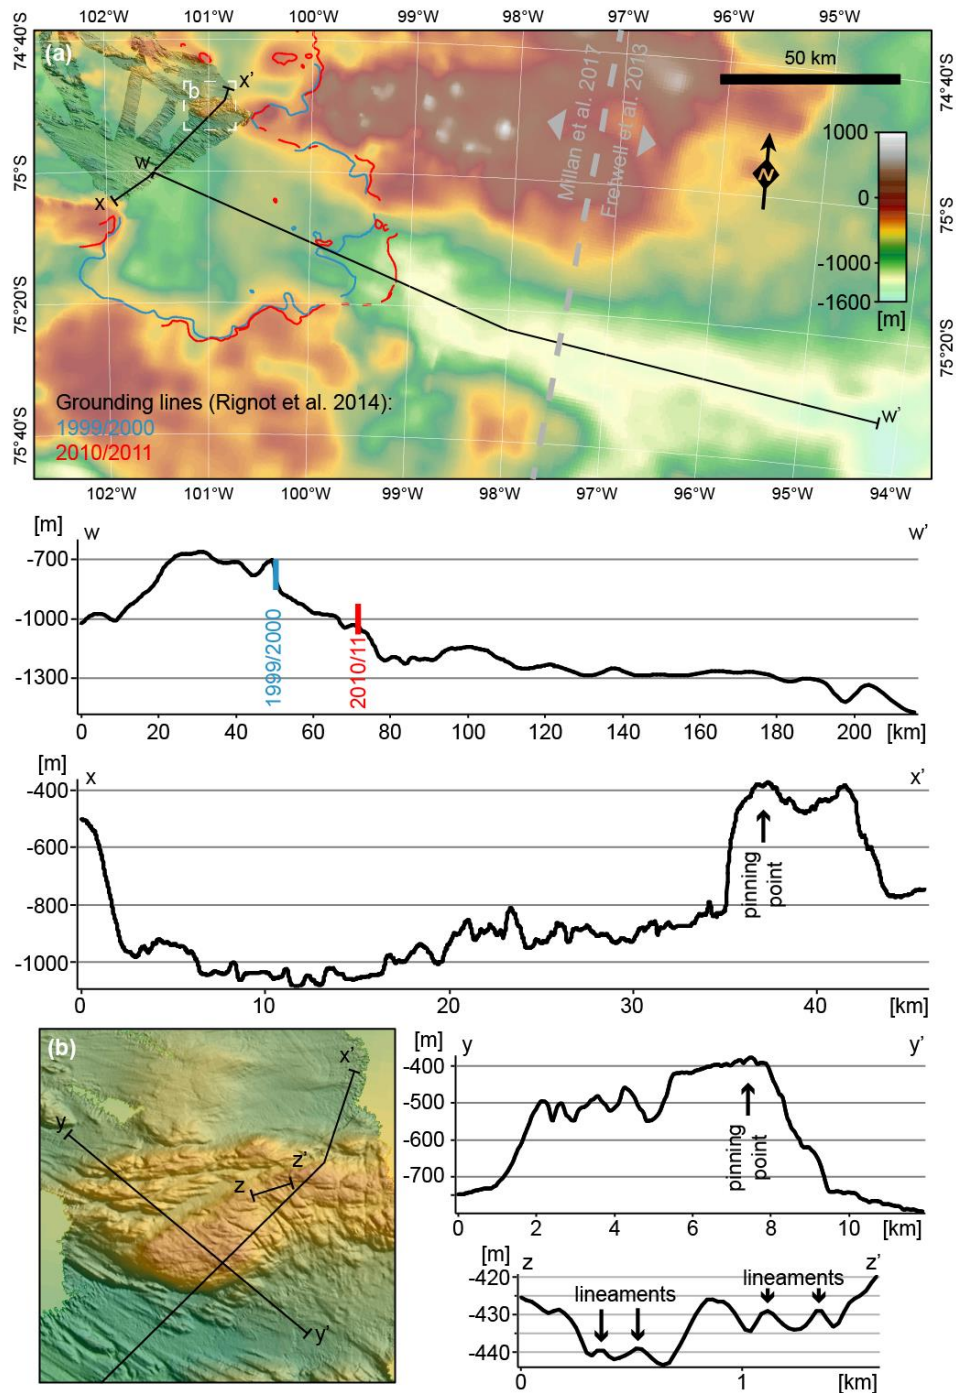 102°W 101°W 100°W 99°W 98°W 97°W 96°W 95°W
74°40'S
(a)
x'
b
50 km
74°40'S
Millan et al. 2017
Fretwell et al. 2013
N
1000
0
-1000
-1600
[m]
75°S
w
x
75°S
75°20'S
75°20'S
Grounding lines (Rignot et al. 2014):
1999/2000
2010/2011
w'
75°40'S
102°W 101°W 100°W 99°W 98°W 97°W 96°W 95°W 94°W
[m]
w w'
-700
-1000
-1300
1999/2000
2010/11
0 20 40 60 80 100 120 140 160 180 200 [km]
[m]
x x'
-400
-600
-800
-1000
pinning
point
0 10 20 30 40 [km]
(b)
x'
y
z'
z
y'
[m]
y y'
-400
-500
-600
-700
pinning
point
0 2 4 6 8 10 [km]
[m]
z z'
-420
-430
-440
lineaments
lineaments
0 1 [km]